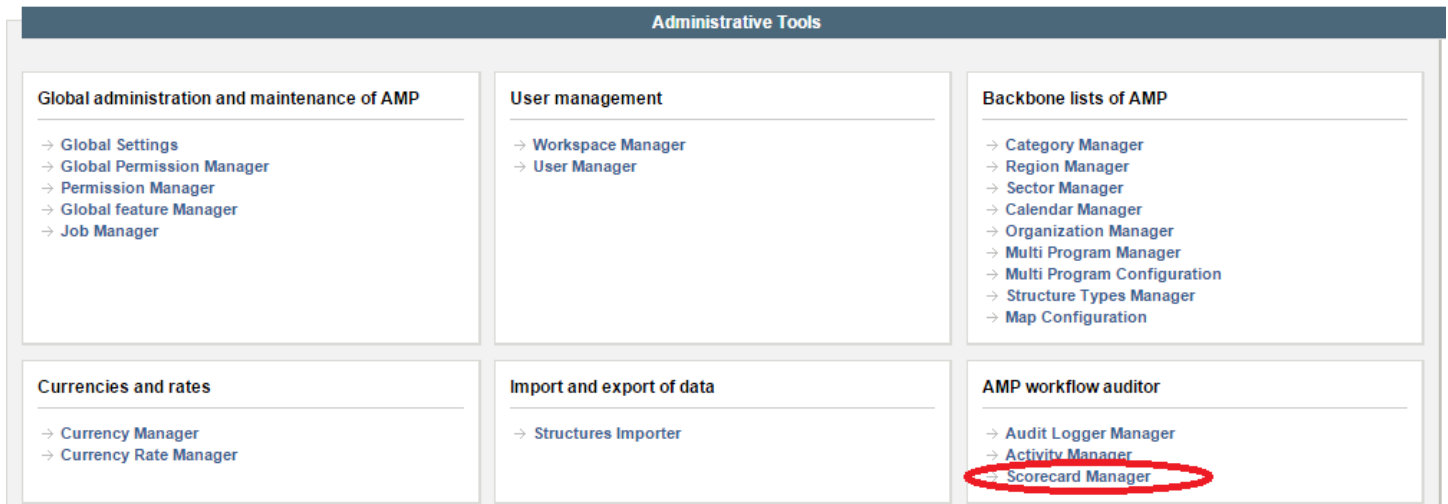 Administrative Tools
Global administration and maintenance of AMP
→ Global Settings
→ Global Permission Manager
→ Permission Manager
→ Global feature Manager
→ Job Manager
User management
→ Workspace Manager
→ User Manager
Backbone lists of AMP
→ Category Manager
→ Region Manager
→ Sector Manager
→ Calendar Manager
→ Organization Manager
→ Multi Program Manager
→ Multi Program Configuration
→ Structure Types Manager
→ Map Configuration
Currencies and rates
→ Currency Manager
→ Currency Rate Manager
Import and export of data
→ Structures Importer
AMP workflow auditor
→ Audit Logger Manager
→ Activity Manager
→ Scorecard Manager